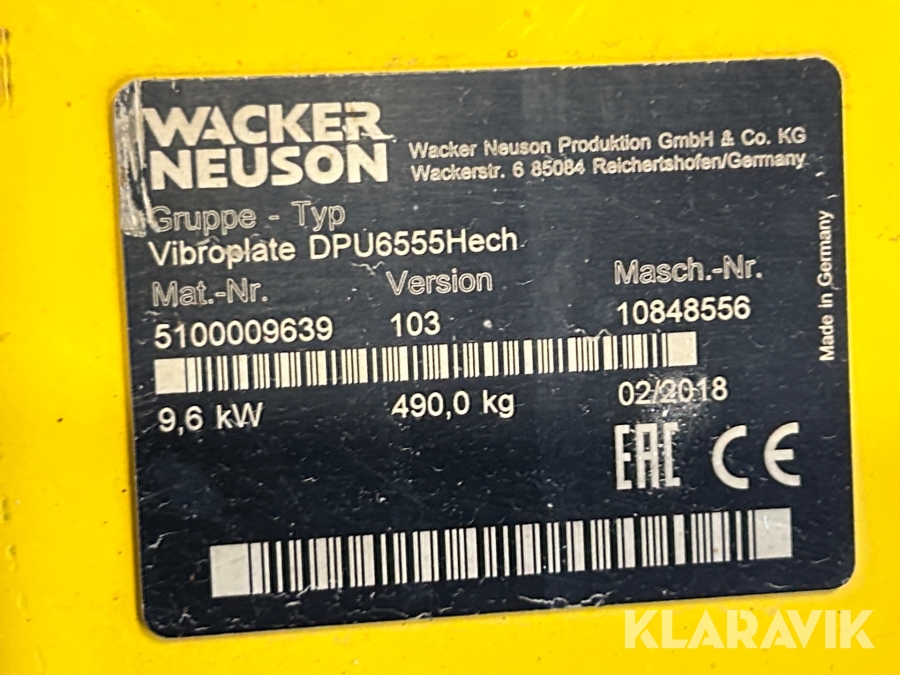 WACKER
NEUSON
Wacker Neuson Produktion GmbH & Co. KG
Wackerstr. 6 85084 Reichertshofen/Germany
Gruppe - Typ
Vibroplate DPU6555Hech
Mat.-Nr. Version Masch.-Nr.
5100009639 103 10848556
9,6 kW 490,0 kg 02/2018
EAC CE
Made in Germany
KLARAVIK